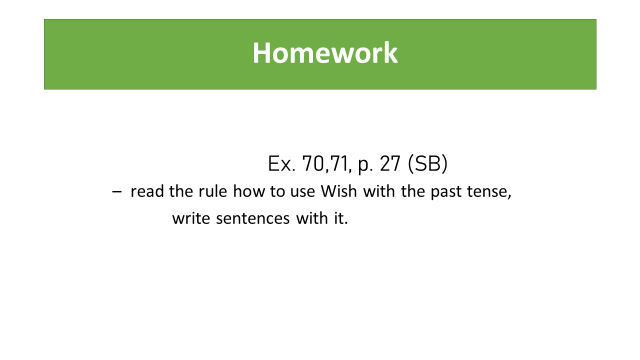 Homework
Ex. 70,71, p. 27 (SB)
– read the rule how to use Wish with the past tense,
write sentences with it.